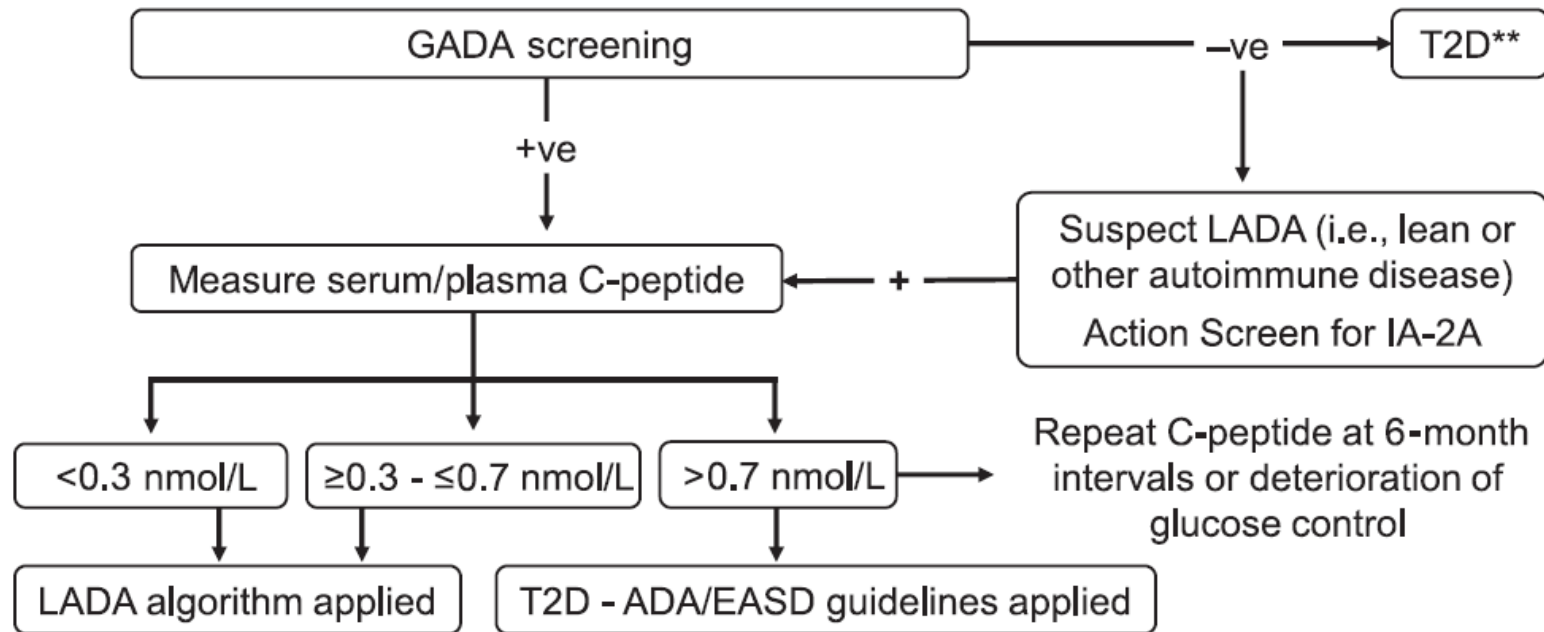 GADA screening
–ve
T2D**
+ve
Suspect LADA (i.e., lean or
other autoimmune disease)
Action Screen for IA-2A
Measure serum/plasma C-peptide
+
<0.3 nmol/L
≥0.3 - ≤0.7 nmol/L
>0.7 nmol/L
Repeat C-peptide at 6-month
intervals or deterioration of
glucose control
LADA algorithm applied
T2D - ADA/EASD guidelines applied